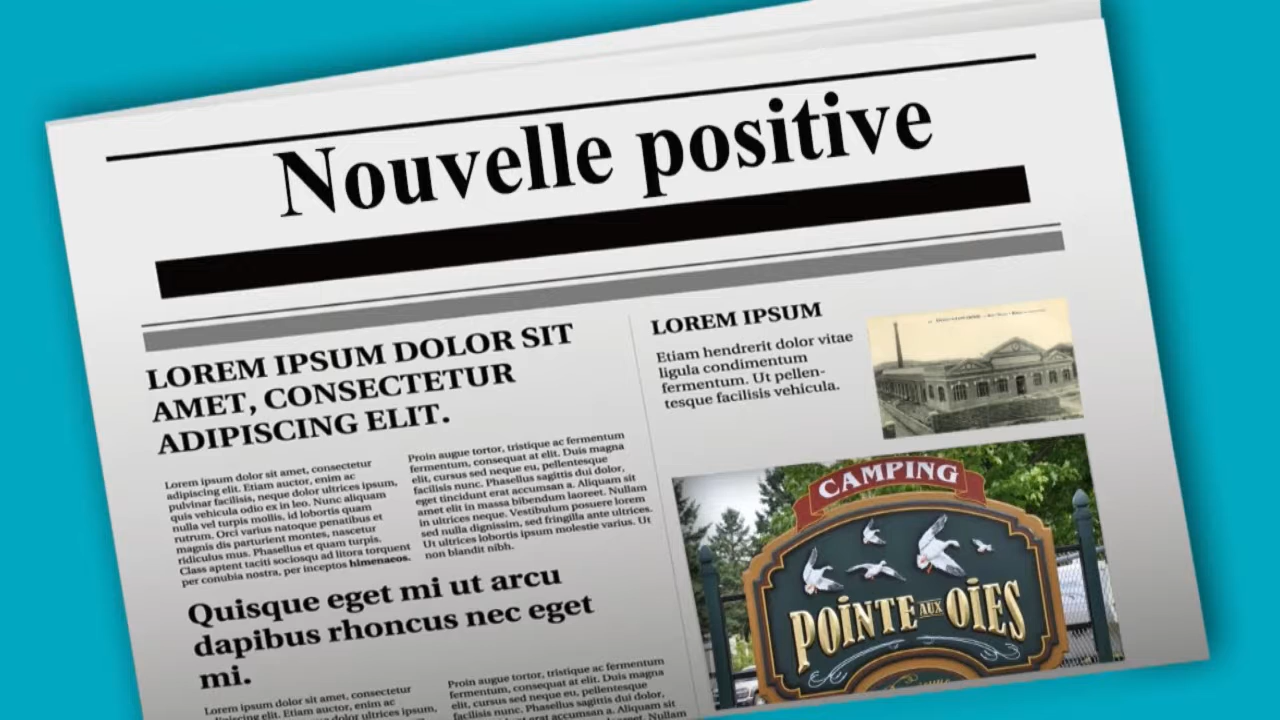 Nouvelle positive
LOREM IPSUM DOLOR SIT
AMET, CONSECTETUR
ADIPISCING ELIT.
Lorem ipsum dolor sit amet, consectetur
adipiscing elit. Etiam auctor, enim ac
pulvinar facilisis, neque dolor ultrices ipsum,
quis vehicula odio ex in leo. Nunc aliquam
nulla vel turpis mollis, id lobortis quam
rutrum. Orci varius natoque penatibus et
magnis dis parturient montes, nascetur
ridiculus mus. Phasellus et quam turpis.
Class aptent taciti sociosqu ad litora torquent
per conubia nostra, per inceptos himenaeos.
Proin augue tortor, tristique ac fermentum
fermentum, consequat at elit. Duis magna
elit, cursus sed neque eu, pellentesque
facilisis nunc. Phasellus sagittis dui dolor,
eget tincidunt erat accumsan a. Aliquam sit
amet elit in massa bibendum laoreet. Nullam
in ultrices neque. Vestibulum posuere lorem
sed nulla dignissim, sed fringilla ante ultrices.
Ut ultrices lobortis ipsum molestie varius. Ut
non blandit nibh.
Quisque eget mi ut arcu
dapibus rhoncus nec eget
mi.
Lorem ipsum dolor sit amet, consectetur
adipiscing elit. Etiam auctor, enim ac
Proin augue tortor, tristique ac fermentum
fermentum, consequat at elit. Duis magna
elit, cursus sed neque eu, pellentesque
LOREM IPSUM
Etiam hendrerit dolor vitae
ligula condimentum
fermentum. Ut pellen-
tesque facilisis vehicula.
CAMPING
POINTE AUX OIES